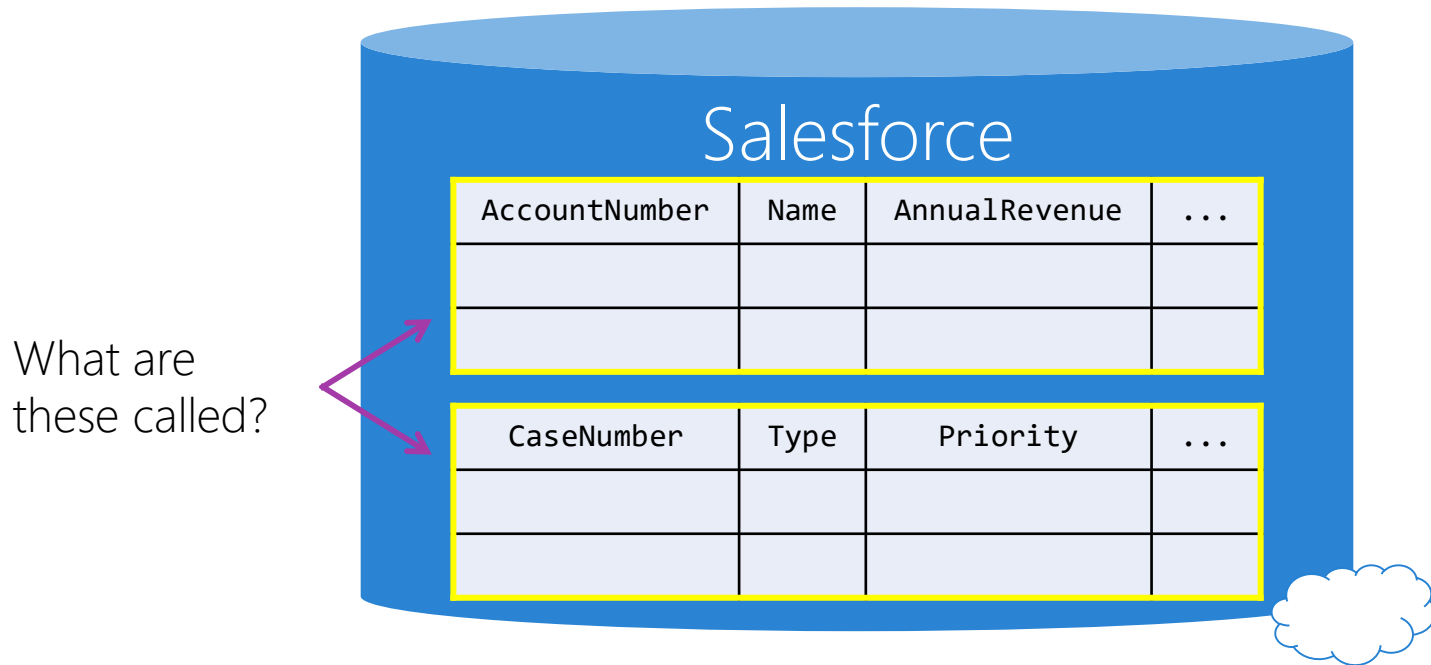 Salesforce
AccountNumber Name AnnualRevenue ...
What are
these called?
CaseNumber Type Priority ...